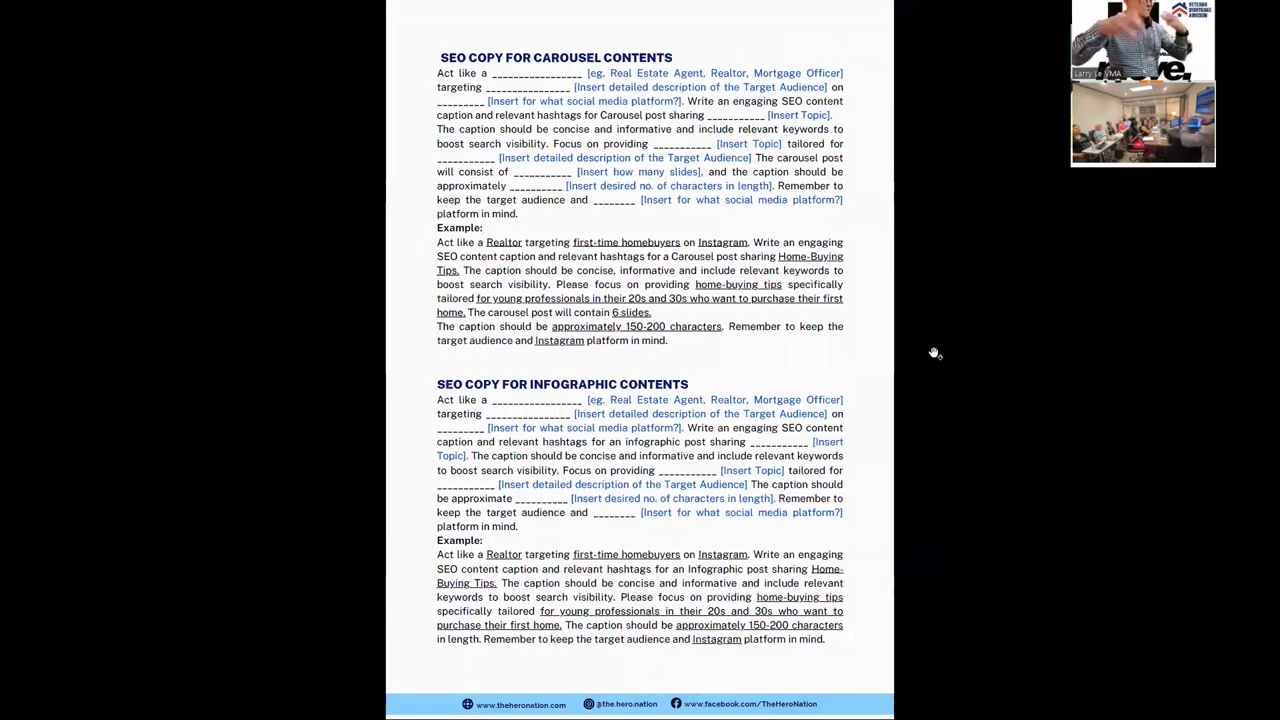 SEO COPY FOR CAROUSEL CONTENTS
Act like a ________________ [eg. Real Estate Agent, Realtor, Mortgage Officer]
targeting _______________ [Insert detailed description of the Target Audience] on
_________ [Insert for what social media platform?]. Write an engaging SEO content
caption and relevant hashtags for Carousel post sharing ___________ [Insert Topic].
The caption should be concise and informative and include relevant keywords to
boost search visibility. Focus on providing ___________ [Insert Topic] tailored for
___________ [Insert detailed description of the Target Audience] The carousel post
will consist of ___________ [Insert how many slides], and the caption should be
approximately __________ [Insert desired no. of characters in length]. Remember to
keep the target audience and ________ [Insert for what social media platform?]
platform in mind.
Example:
Act like a Realtor targeting first-time homebuyers on Instagram. Write an engaging
SEO content caption and relevant hashtags for a Carousel post sharing Home-Buying
Tips. The caption should be concise, informative and include relevant keywords to
boost search visibility. Please focus on providing home-buying tips specifically
tailored for young professionals in their 20s and 30s who want to purchase their first
home. The carousel post will contain 6 slides.
The caption should be approximately 150-200 characters. Remember to keep the
target audience and Instagram platform in mind.
SEO COPY FOR INFOGRAPHIC CONTENTS
Act like a ________________ [eg. Real Estate Agent, Realtor, Mortgage Officer]
targeting _______________ [Insert detailed description of the Target Audience] on
_________ [Insert for what social media platform?]. Write an engaging SEO content
caption and relevant hashtags for an infographic post sharing ___________ [Insert
Topic]. The caption should be concise and informative and include relevant keywords
to boost search visibility. Focus on providing ___________ [Insert Topic] tailored for
___________ [Insert detailed description of the Target Audience] The caption should
be approximate __________ [Insert desired no. of characters in length]. Remember to
keep the target audience and ________ [Insert for what social media platform?]
platform in mind.
Example:
Act like a Realtor targeting first-time homebuyers on Instagram. Write an engaging
SEO content caption and relevant hashtags for an Infographic post sharing Home-
Buying Tips. The caption should be concise and informative and include relevant
keywords to boost search visibility. Please focus on providing home-buying tips
specifically tailored for young professionals in their 20s and 30s who want to
purchase their first home. The caption should be approximately 150-200 characters
in length. Remember to keep the target audience and Instagram platform in mind.
www.theheronation.com @the.hero.nation www.facebook.com/TheHeroNation
VETERAN
MORTGAGE
ADVISOR
Larry Le VMA